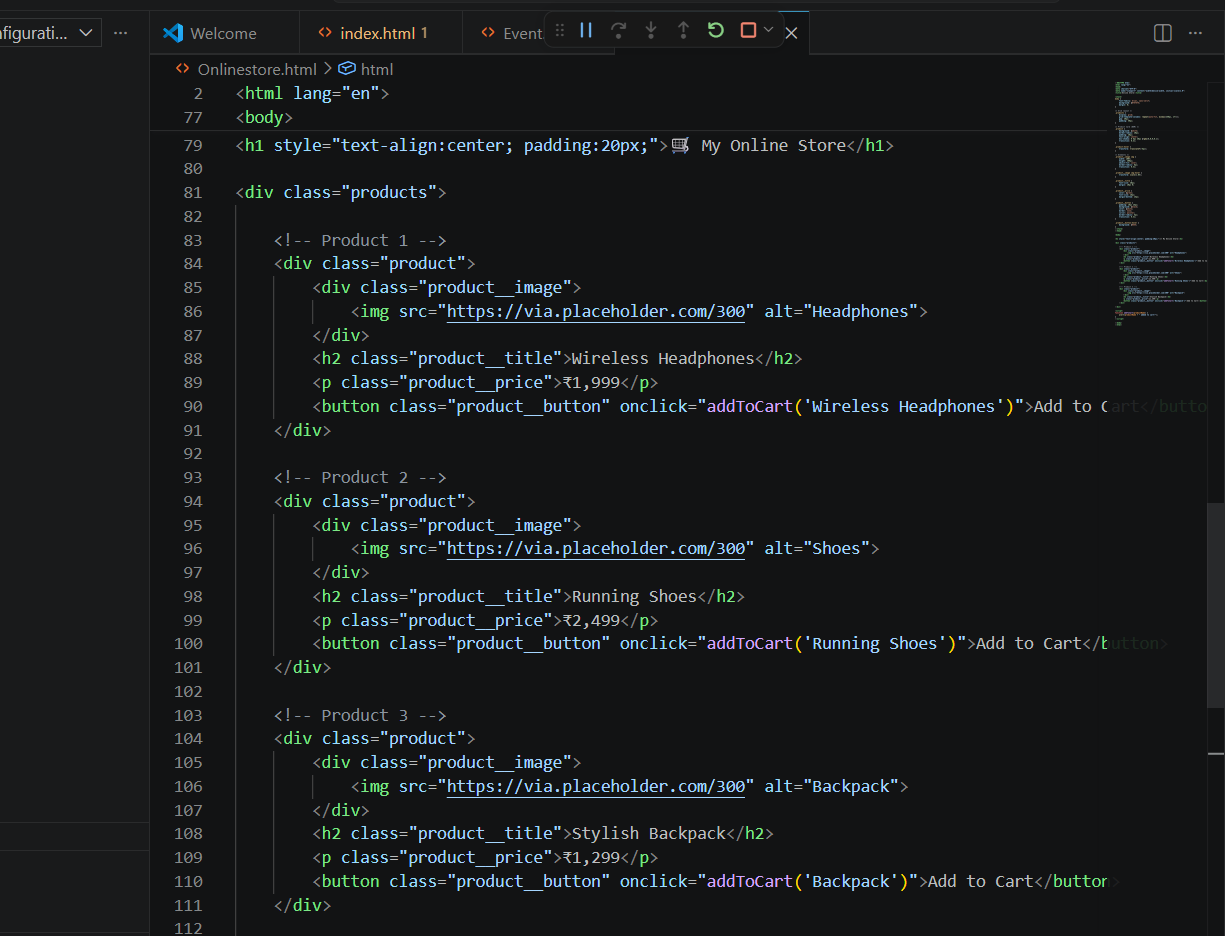 figurati...
Welcome
index.html 1
Event
Onlinestore.html > html
2 <html lang="en">
77 <body>
79 <h1 style="text-align:center; padding:20px;">🛒 My Online Store</h1>
80
81 <div class="products">
82
83 <!-- Product 1 -->
84 <div class="product">
85 <div class="product__image">
86 <img src="https://via.placeholder.com/300" alt="Headphones">
87 </div>
88 <h2 class="product__title">Wireless Headphones</h2>
89 <p class="product__price">₹1,999</p>
90 <button class="product__button" onclick="addToCart('Wireless Headphones')">Add to Cart</butto
91 </div>
92
93 <!-- Product 2 -->
94 <div class="product">
95 <div class="product__image">
96 <img src="https://via.placeholder.com/300" alt="Shoes">
97 </div>
98 <h2 class="product__title">Running Shoes</h2>
99 <p class="product__price">₹2,499</p>
100 <button class="product__button" onclick="addToCart('Running Shoes')">Add to Cart</button>
101 </div>
102
103 <!-- Product 3 -->
104 <div class="product">
105 <div class="product__image">
106 <img src="https://via.placeholder.com/300" alt="Backpack">
107 </div>
108 <h2 class="product__title">Stylish Backpack</h2>
109 <p class="product__price">₹1,299</p>
110 <button class="product__button" onclick="addToCart('Backpack')">Add to Cart</button>
111 </div>
112